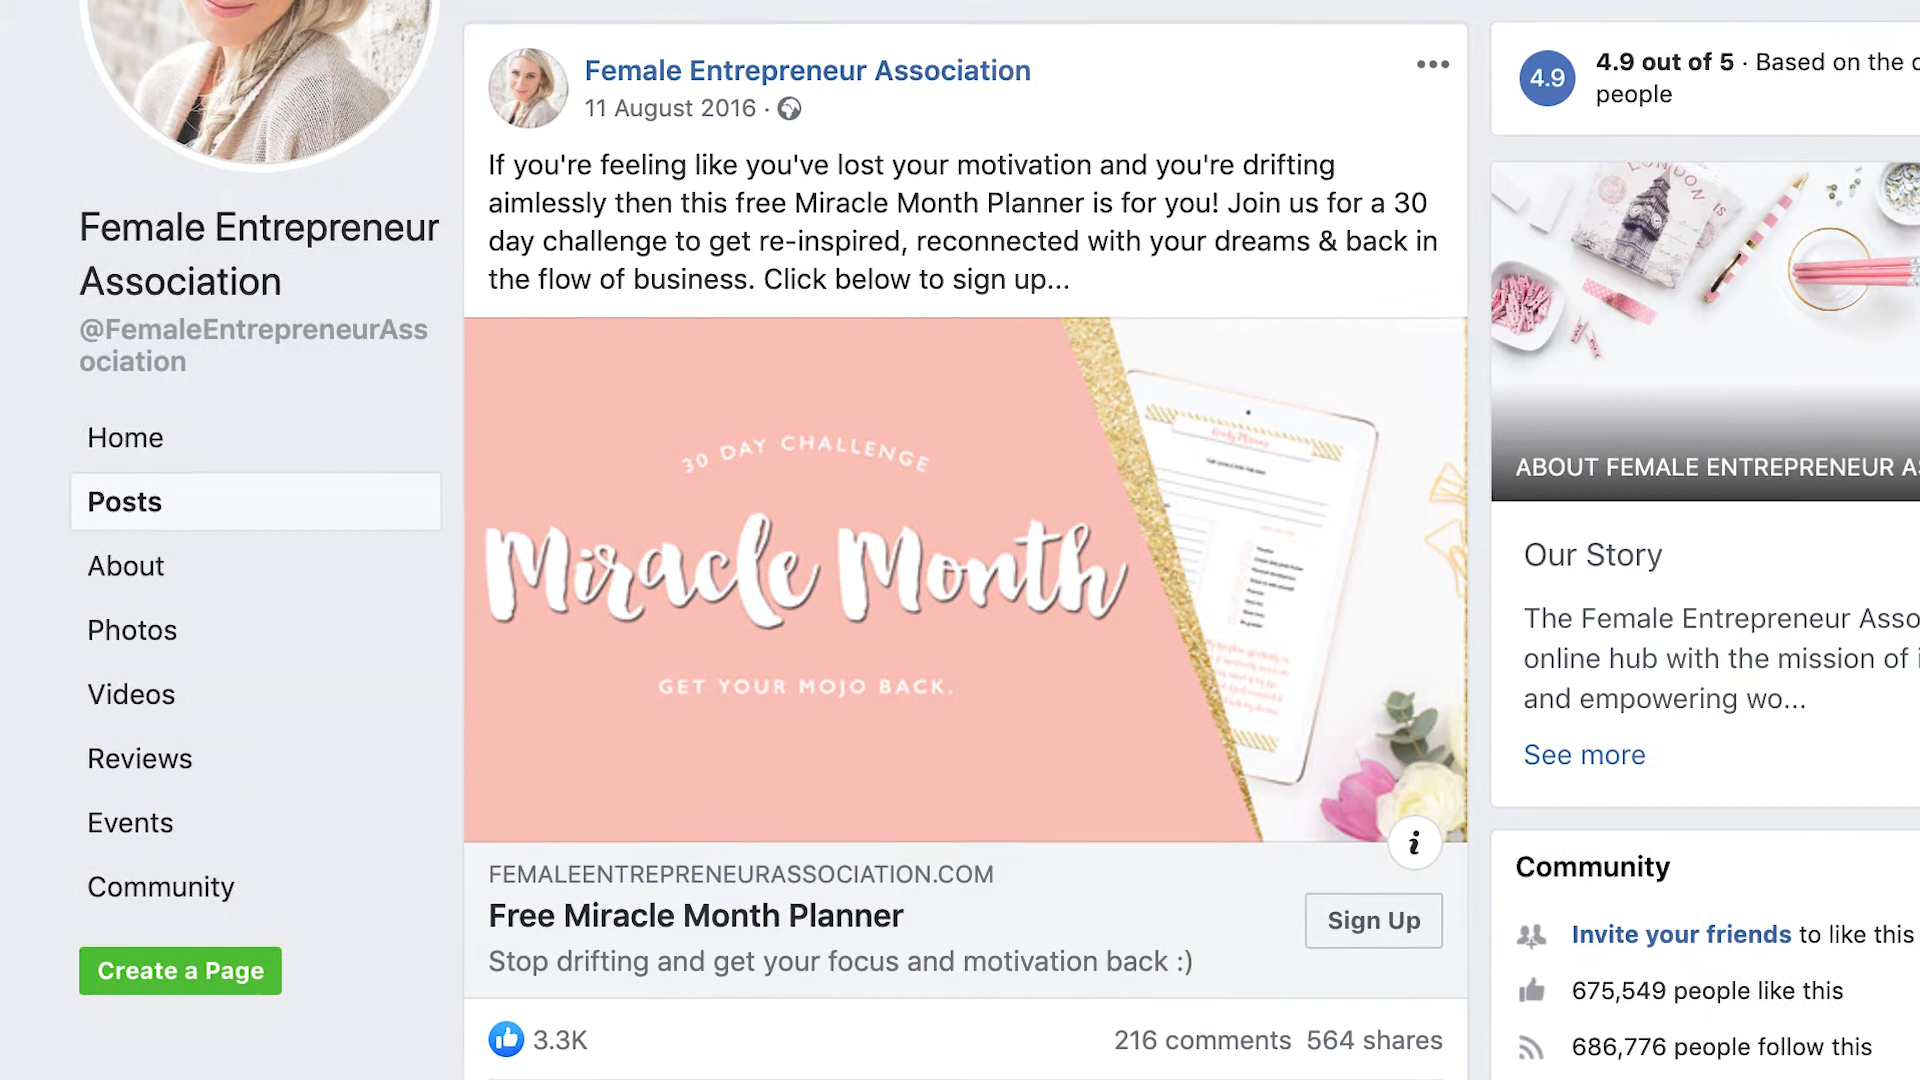 Female Entrepreneur
Association
@FemaleEntrepreneurAss
ociation
Home
Posts
About
Photos
Videos
Reviews
Events
Community
Create a Page
Female Entrepreneur Association
11 August 2016 ·
If you're feeling like you've lost your motivation and you're drifting
aimlessly then this free Miracle Month Planner is for you! Join us for a 30
day challenge to get re-inspired, reconnected with your dreams & back in
the flow of business. Click below to sign up...
30 DAY CHALLENGE
Miracle Month
GET YOUR MOJO BACK.
i
FEMALEENTREPRENEURASSOCIATION.COM
Free Miracle Month Planner
Stop drifting and get your focus and motivation back :)
Sign Up
3.3K
216 comments 564 shares
4.9
4.9 out of 5 · Based on the
people
LONDON
ABOUT FEMALE ENTREPRENEUR
Our Story
The Female Entrepreneur Asso
online hub with the mission of
and empowering wo...
See more
Community
Invite your friends to like this
675,549 people like this
686,776 people follow this